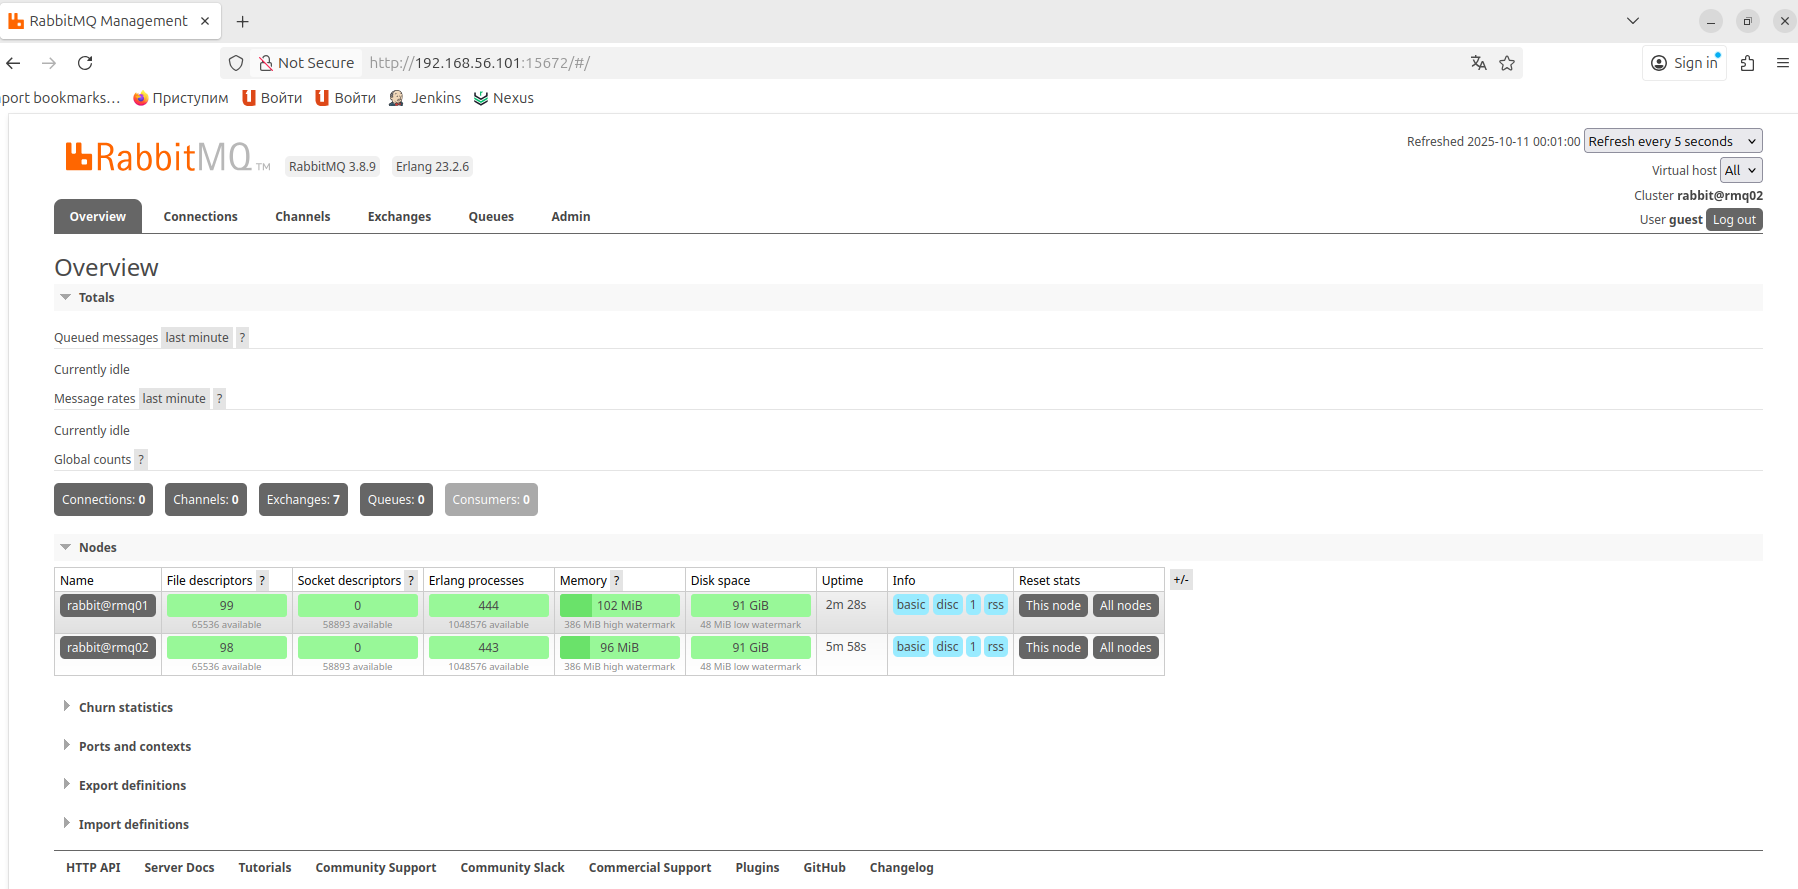 RabbitMQ Management
Not Secure http://192.168.56.101:15672/#/ Sign in
port bookmarks… Приступим Войти Войти Jenkins Nexus
RabbitMQ TM RabbitMQ 3.8.9 Erlang 23.2.6
Refreshed 2025-10-11 00:01:00 Refresh every 5 seconds
Virtual host All
Cluster rabbit@rmq02
User guest Log out
Overview Connections Channels Exchanges Queues Admin
Overview
Totals
Queued messages last minute ?
Currently idle
Message rates last minute ?
Currently idle
Global counts ?
Connections: 0 Channels: 0 Exchanges: 7 Queues: 0 Consumers: 0
Nodes
Name File descriptors ? Socket descriptors ? Erlang processes Memory ? Disk space Uptime Info Reset stats +/-
rabbit@rmq01 99 0 444 102 MiB 91 GiB 2m 28s basic disc 1 rss This node All nodes
65536 available 58893 available 1048576 available 386 MiB high watermark 48 MiB low watermark
rabbit@rmq02 98 0 443 96 MiB 91 GiB 5m 58s basic disc 1 rss This node All nodes
65536 available 58893 available 1048576 available 386 MiB high watermark 48 MiB low watermark
Churn statistics
Ports and contexts
Export definitions
Import definitions
HTTP API Server Docs Tutorials Community Support Community Slack Commercial Support Plugins GitHub Changelog